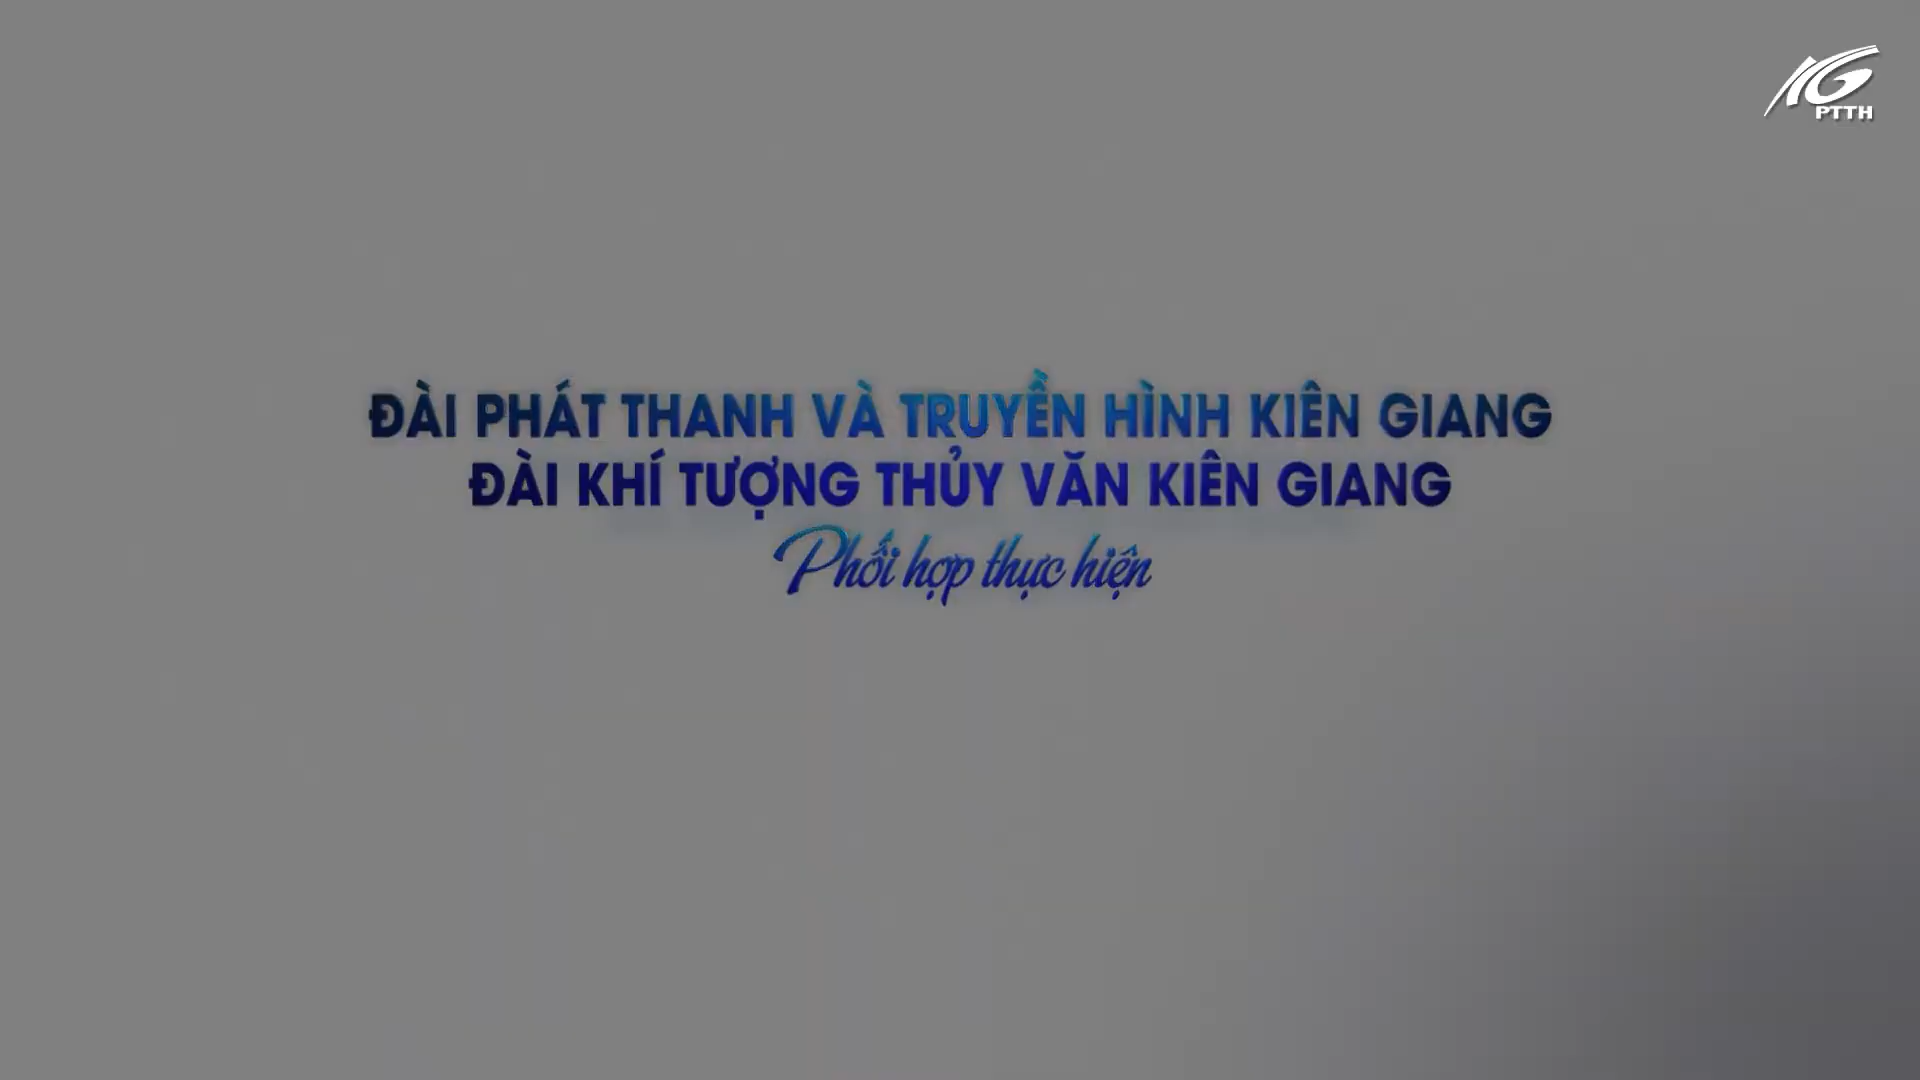 KG
PTTH
ĐÀI PHÁT THANH VÀ TRUYỀN HÌNH KIÊN GIANG
ĐÀI KHÍ TƯỢNG THỦY VĂN KIÊN GIANG
Phối hợp thực hiện